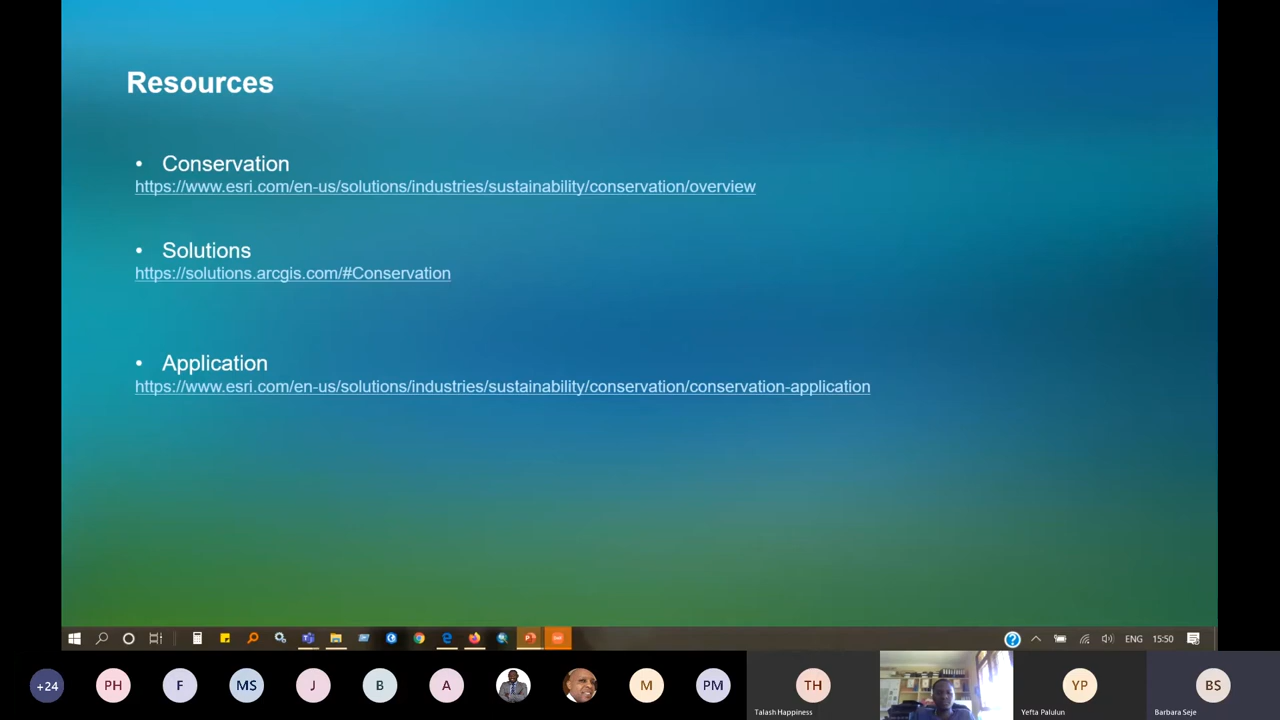 Resources
• Conservation
https://www.esri.com/en-us/solutions/industries/sustainability/conservation/overview
• Solutions
https://solutions.arcgis.com/#Conservation
• Application
https://www.esri.com/en-us/solutions/industries/sustainability/conservation/conservation-application
ENG 15:50
+24 PH F MS J B A M PM TH YP BS
Talash Happiness Yefta Palulun Barbara Seje